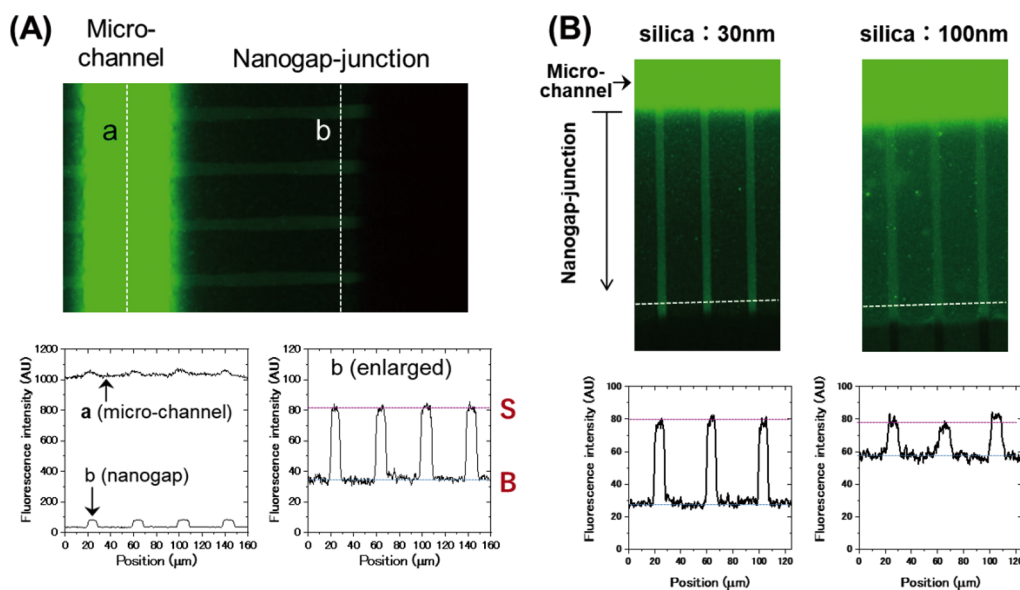 (A)
Micro-
channel
Nanogap-junction
a
b
Fluorescence intensity (AU)
1200
1000
800
600
400
200
0
a (micro-channel)
b (nanogap)
0 20 40 60 80 100 120 140 160
Position (μm)
Fluorescence intensity (AU)
120
100
80
60
40
20
0
b (enlarged)
S
B
0 20 40 60 80 100 120 140 160
Position (μm)
(B)
silica：30nm
silica：100nm
Micro-
channel
Nanogap-junction
Fluorescence intensity (AU)
100
80
60
40
20
0
0 20 40 60 80 100 120
Position (μm)
Fluorescence intensity (AU)
100
80
60
40
20
0
0 20 40 60 80 100 120
Position (μm)